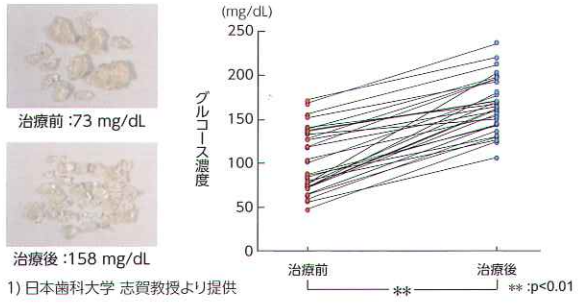 治療前：73 mg/dL
治療後：158 mg/dL
1) 日本歯科大学 志賀教授より提供
(mg/dL)
250
200
150
100
50
0
グルコース濃度
治療前
治療後
**
** :p<0.01